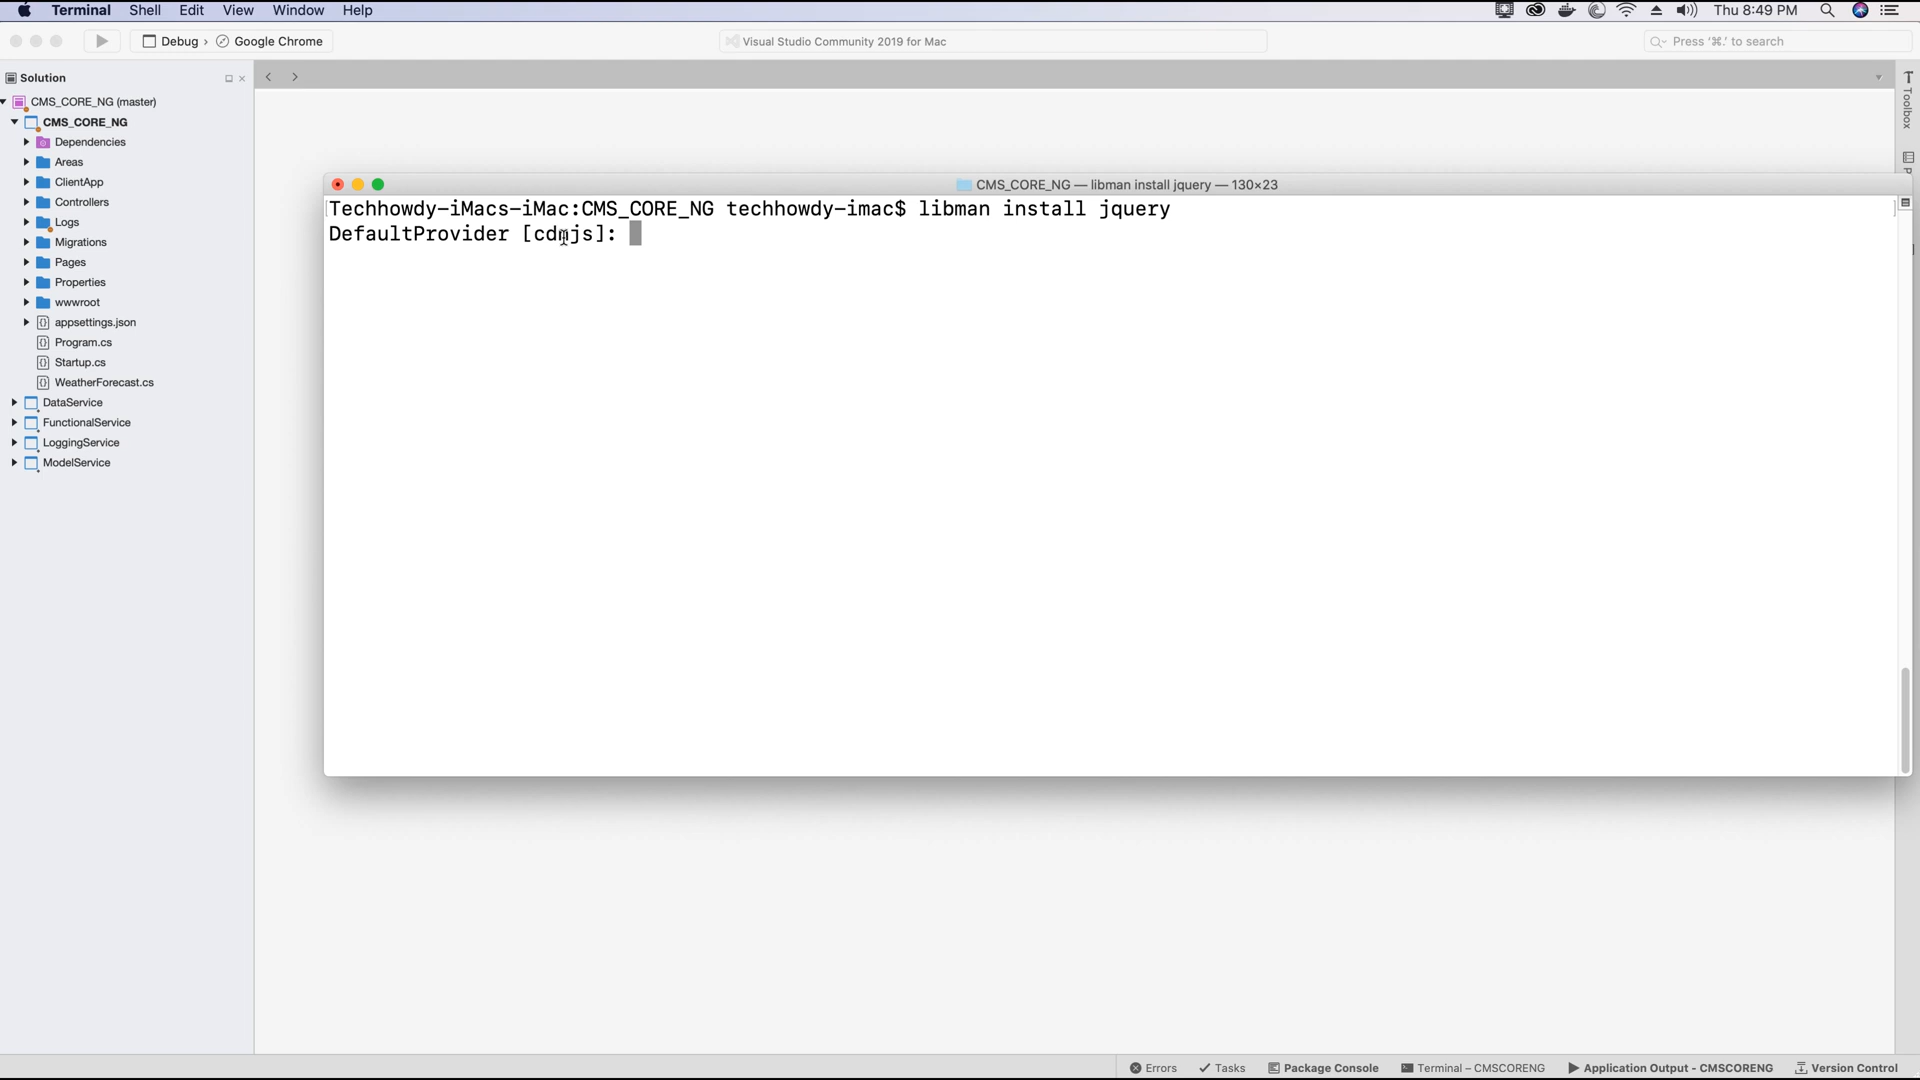 Terminal Shell Edit View Window Help Thu 8:49 PM
Debug › Google Chrome Visual Studio Community 2019 for Mac Press ‘⌘.’ to search
Solution
CMS_CORE_NG (master)
CMS_CORE_NG
Dependencies
Areas
ClientApp
Controllers
Logs
Migrations
Pages
Properties
wwwroot
appsettings.json
Program.cs
Startup.cs
WeatherForecast.cs
DataService
FunctionalService
LoggingService
ModelService
Toolbox
CMS_CORE_NG — libman install jquery — 130×23
Techhowdy-iMacs-iMac:CMS_CORE_NG techhowdy-imac$ libman install jquery
DefaultProvider [cdnjs]:
Errors Tasks Package Console Terminal – CMSCORENG Application Output - CMSCORENG Version Control